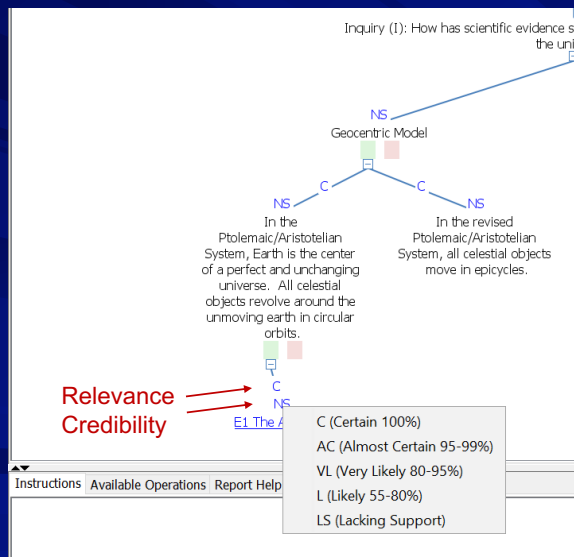 Inquiry (I): How has scientific evidence s
the uni
NS
Geocentric Model
C
C
NS
NS
In the
Ptolemaic/Aristotelian
System, Earth is the center
of a perfect and unchanging
universe. All celestial
objects revolve around the
unmoving earth in circular
orbits.
In the revised
Ptolemaic/Aristotelian
System, all celestial objects
move in epicycles.
Relevance
C
Credibility
NS
E1 The A
C (Certain 100%)
AC (Almost Certain 95-99%)
VL (Very Likely 80-95%)
L (Likely 55-80%)
LS (Lacking Support)
Instructions Available Operations Report Help